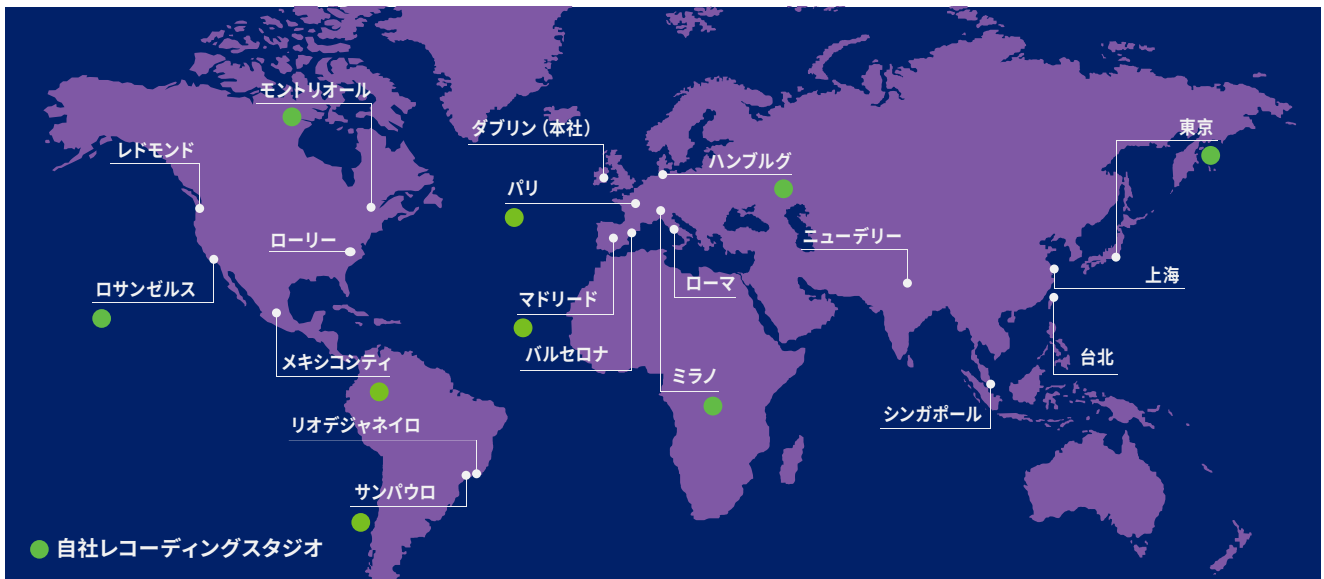 モントリオール
レドモンド
ローリー
ロサンゼルス
メキシコシティ
リオデジャネイロ
サンパウロ
ダブリン（本社）
ハンブルグ
パリ
ローマ
マドリード
バルセロナ
ミラノ
ニューデリー
東京
上海
台北
シンガポール
自社レコーディングスタジオ